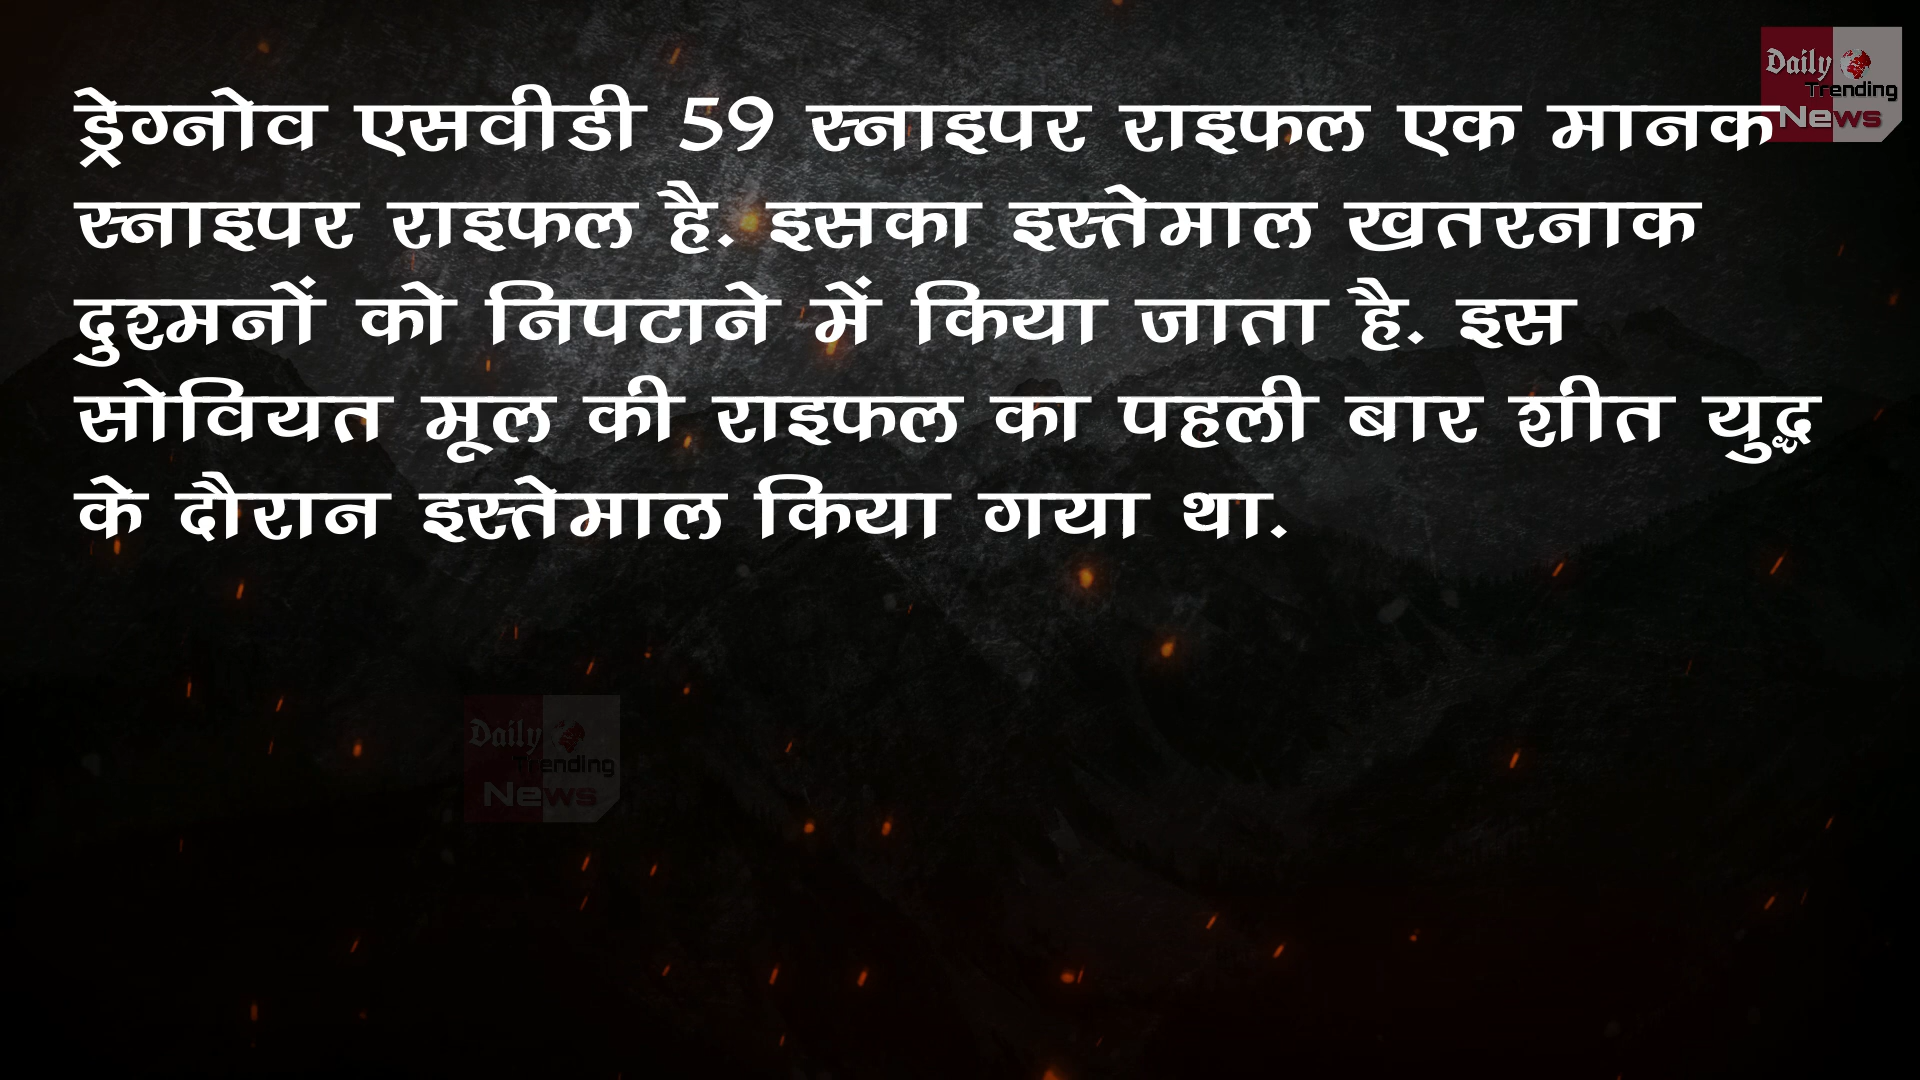 ड्रेग्नोव एसवीडी 59 स्नाइपर राइफल एक मानक
स्नाइपर राइफल है. इसका इस्तेमाल खतरनाक
दुश्मनों को निपटाने में किया जाता है. इस
सोवियत मूल की राइफल का पहली बार शीत युद्ध
के दौरान इस्तेमाल किया गया था.
Daily
Trending
News
Daily
Trending
News